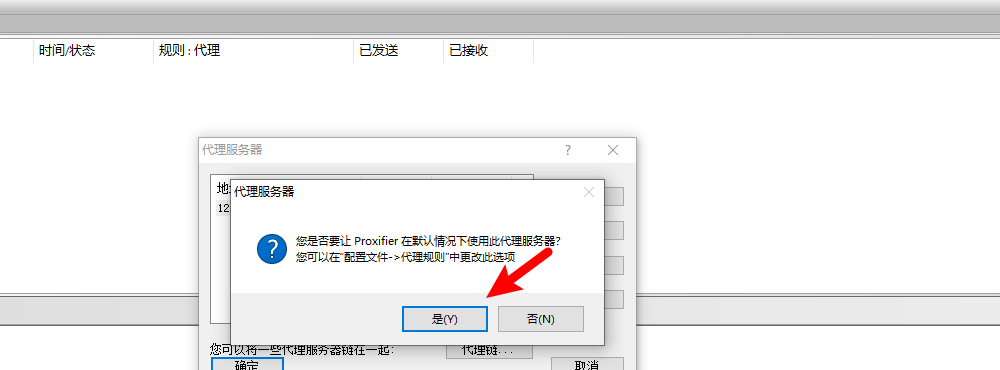 时间/状态 规则 : 代理 已发送 已接收
代理服务器 ?
代理服务器
12
您是否要让 Proxifier 在默认情况下使用此代理服务器?
您可以在"配置文件->代理规则"中更改此选项
是(Y) 否(N)
您可以将一些代理服务器链在一起:
代理链...
确定 取消